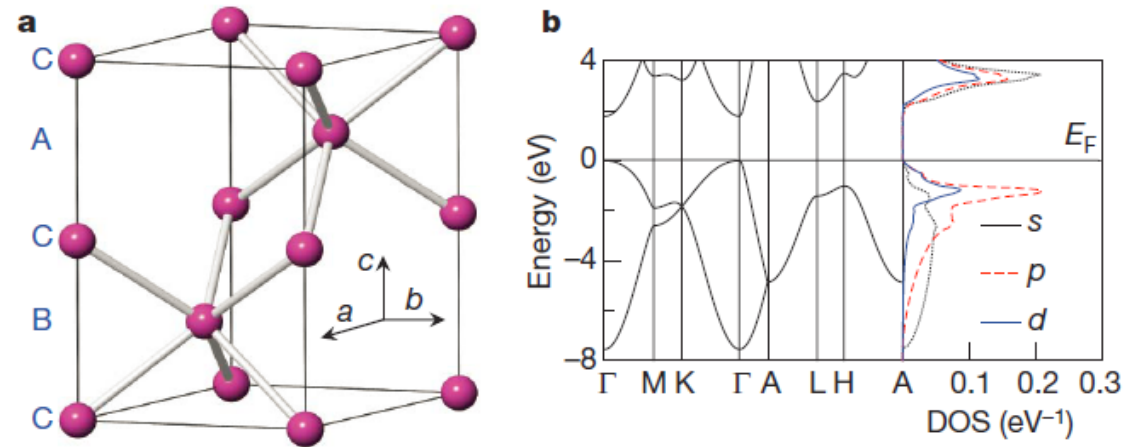 a
C
A
C
B
C
c
a
b
b
Energy (eV)
4
0
−4
−8
Γ
M
K
Γ
A
L
H
A
0.1
0.2
0.3
DOS (eV⁻¹)
E_F
s
p
d